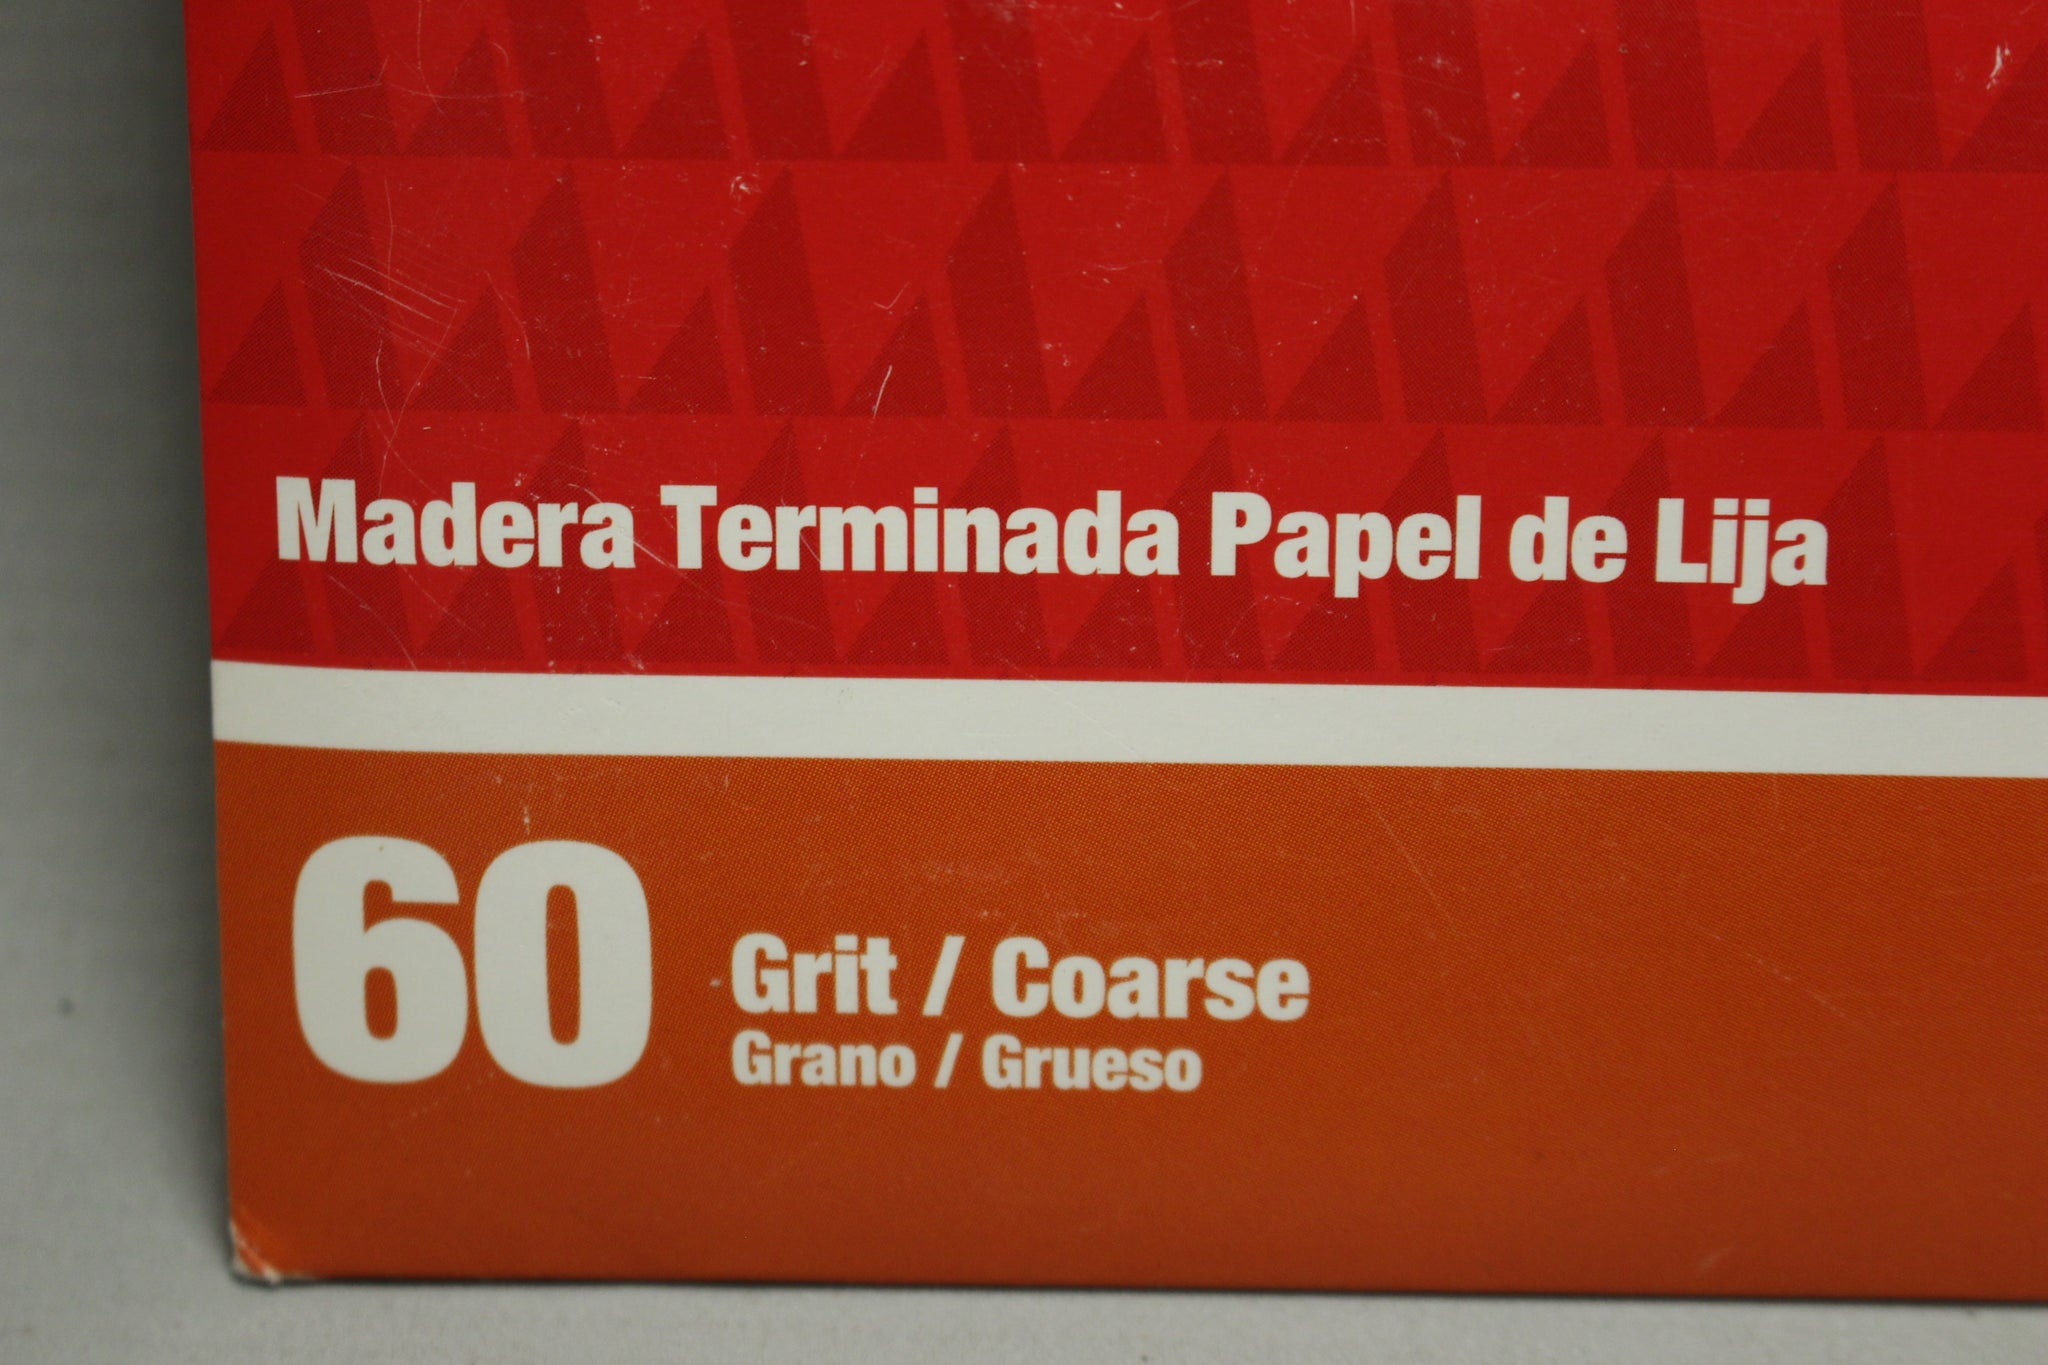 Madera Terminada Papel de Lija
60 Grit / Coarse
Grano / Grueso